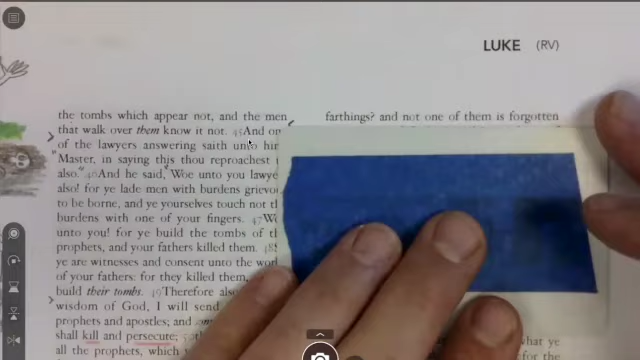 LUKE (RV)
the tombs which appear not, and the men
that walk over them know it not. 45And on
of the lawyers answering saith unto him
"Master, in saying this thou reproachest
also." 46And he said, "Woe unto you lawye
also! for ye lade men with burdens grievou
to be borne, and ye yourselves touch not th
burdens with one of your fingers. 47Wo
unto you! for ye build the tombs of th
prophets, and your fathers killed them. 48S
ye are witnesses and consent unto the wor
of your fathers: for they killed them,
build their tombs. 49Therefore also
wisdom of God, I will send
prophets and apostles; and
shall kill and persecute;
all the prophets, which
farthings? and not one of them is forgotten
what ye